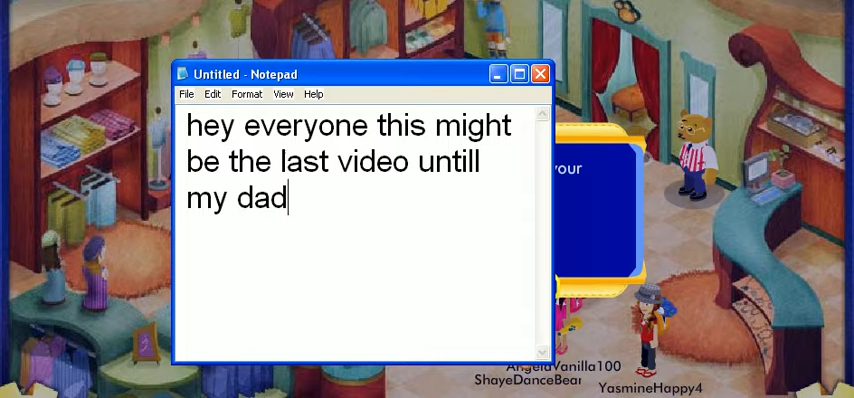 Untitled - Notepad
File Edit Format View Help
hey everyone this might
be the last video untill
my dad
your
AngelaVanilla100
ShayeDanceBear
YasmineHappy4